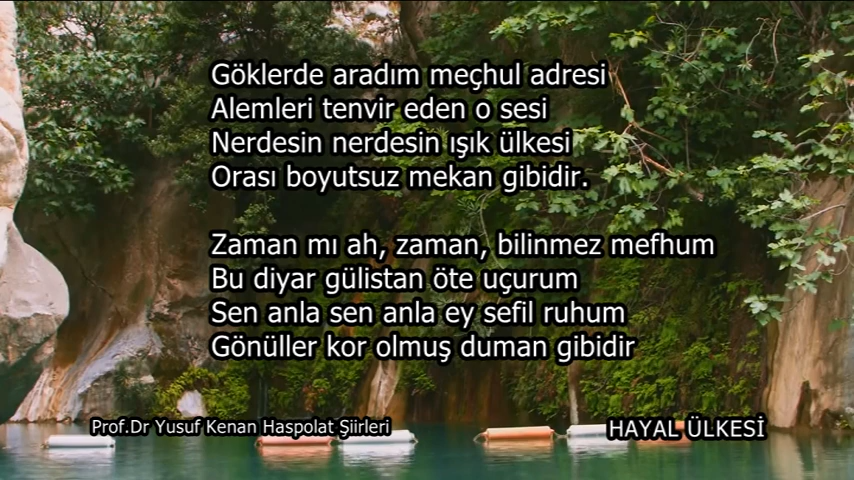 Göklerde aradım meçhul adresi
Alemleri tenvir eden o sesi
Nerdesin nerdesin ışık ülkesi
Orası boyutsuz mekan gibidir.
Zaman mı ah, zaman, bilinmez mefhum
Bu diyar gülistan öte uçurum
Sen anla sen anla ey sefil ruhum
Gönüller kor olmuş duman gibidir
Prof.Dr Yusuf Kenan Haspolat Şiirleri
HAYAL ÜLKESİ